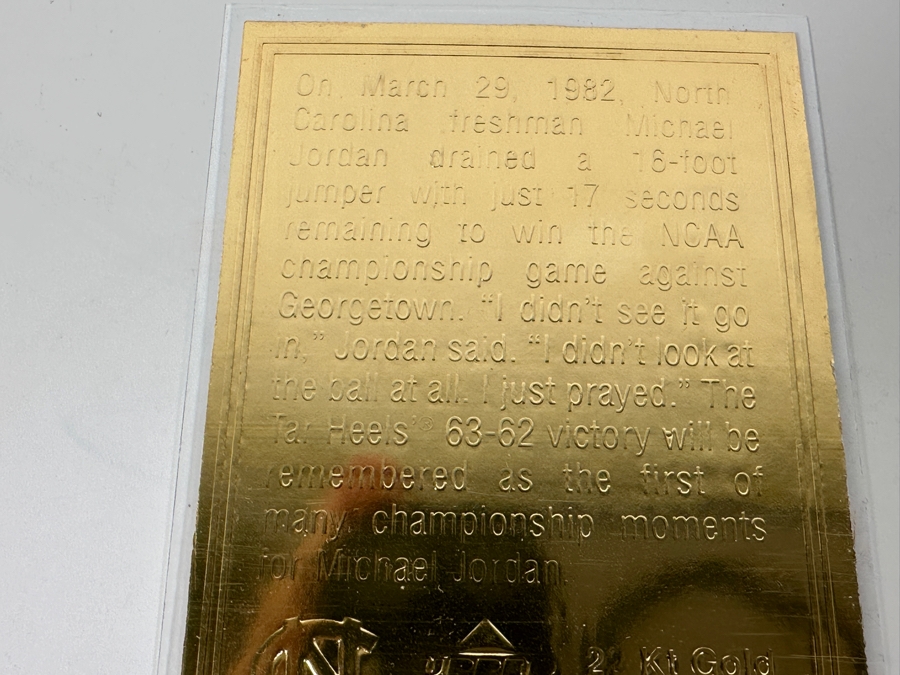 On March 29, 1982, North
Carolina freshman Michael
Jordan drained a 16-foot
jumper with just 17 seconds
remaining to win the NCAA
championship game against
Georgetown. “I didn’t see it go
in,” Jordan said. “I didn’t look at
the ball at all. I just prayed.” The
Tar Heels’® 63-62 victory will be
remembered as the first of
many championship moments
for Michael Jordan.
NC Kt Gold